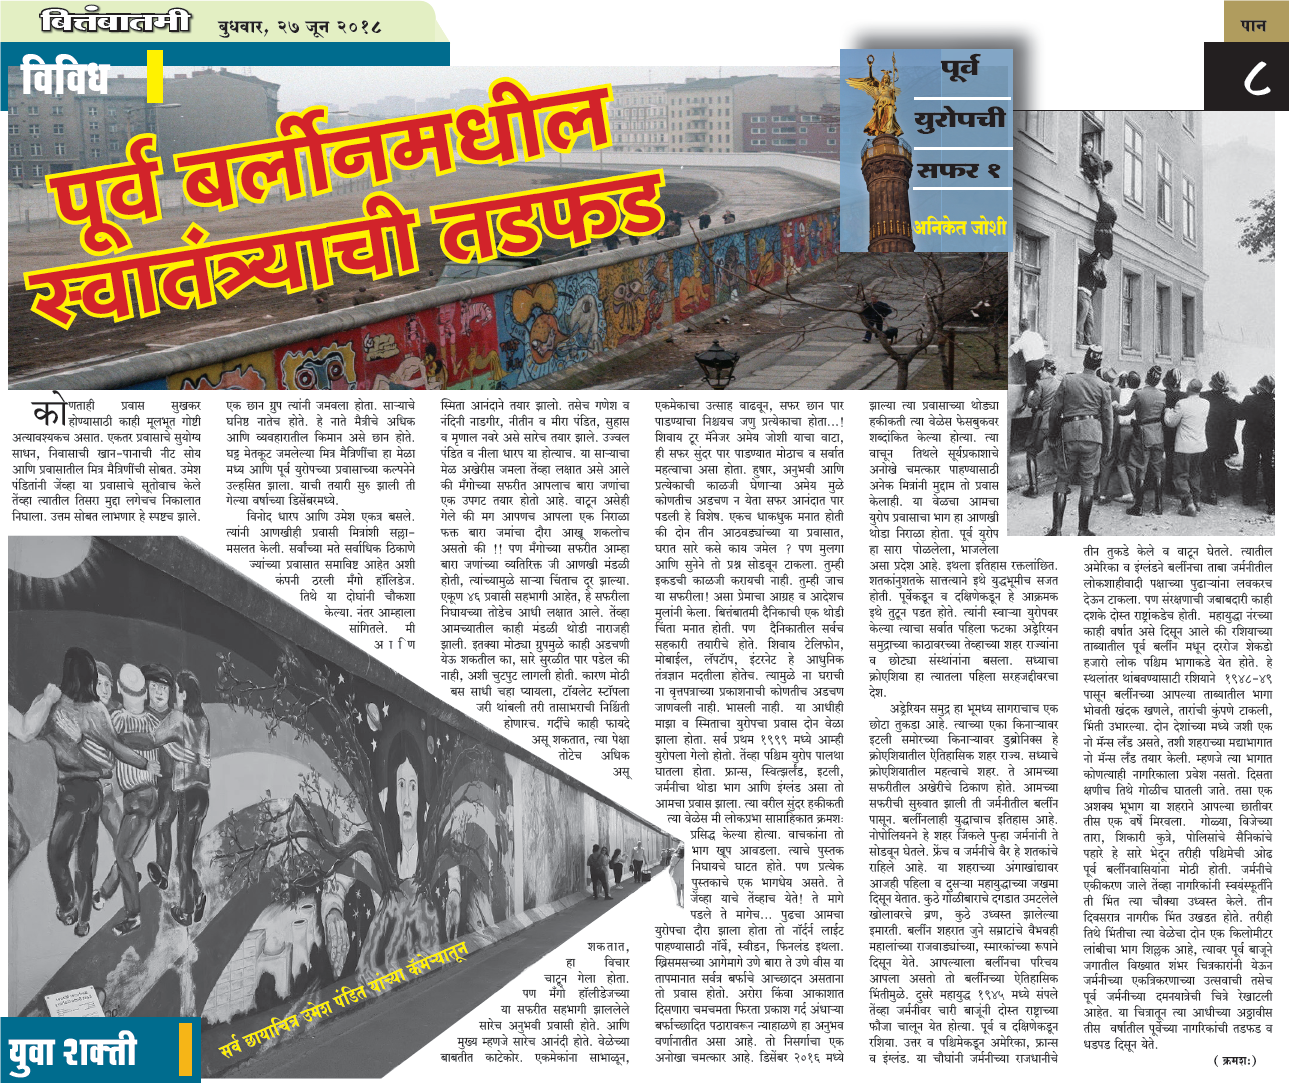 बित्तंबातमी
बुधवार, २७ जून २०१८
पान
८
विविध
पूर्व बर्लीनमधील
स्वातंत्र्याची तडफड
पूर्व
युरोपची
सफर १
अनिकेत जोशी
कोणताही प्रवास सुखकर
होण्यासाठी काही मूलभूत गोष्टी
अत्यावश्यकच असतात. एकतर प्रवासाचे सुयोग्य
साधन, निवासाची खान-पानाची नीट सोय
आणि प्रवासातील मित्र मैत्रिणींची सोबत. उमेश
पंडितांनी जेंव्हा या प्रवासाचे सूतोवाच केले
तेंव्हा त्यातील तिसरा मुद्दा लगेचच निकालात
निघाला. उत्तम सोबत लाभणार हे स्पष्टच झाले.
एक छान ग्रुप त्यांनी जमवला होता. साऱ्याचे
घनिष्ठ नातेच होते. हे नाते मैत्रीचे अधिक
आणि व्यवहारातील किमान असे छान होते.
घट्ट मेतकूट जमलेल्या मित्र मैत्रिणींचा हा मेळा
मध्य आणि पूर्व युरोपच्या प्रवासाच्या कल्पनेने
उल्हसित झाला. याची तयारी सुरु झाली ती
गेल्या वर्षाच्या डिसेंबरमध्ये.
विनोद धारप आणि उमेश एकत्र बसले.
त्यांनी आणखीही प्रवासी मित्रांशी सल्ला-
मसलत केली. सर्वांच्या मते सर्वाधिक ठिकाणे
ज्यांच्या प्रवासात समाविष्ट आहेत अशी
कंपनी ठरली मँगो हॉलिडेज.
तिथे या दोघांनी चौकशा
केल्या. नंतर आम्हाला
सांगितले. मी
आणि
स्मिता आनंदाने तयार झालो. तसेच गणेश व
नंदिनी नाडगीर, नीतीन व मीरा पंडित, सुहास
व मृणाल नवरे असे सारेच तयार झाले. उज्वल
पंडित व नीला धारप या होत्याच. या साऱ्याचा
मेळ अखेरीस जमला तेंव्हा लक्षात असे आले
की मँगोच्या सफरीत आपलाच बारा जणांचा
एक उपगट तयार होतो आहे. वाटून असेही
गेले की मग आपणच आपला एक निराळा
फक्त बारा जमांचा दौरा आखू शकलोच
असतो की !! पण मँगोच्या सफरीत आम्हा
बारा जणांच्या व्यतिरिक्त जी आणखी मंडळी
होती, त्यांच्यामुळे साऱ्या चिंताच दूर झाल्या.
एकूण ४६ प्रवासी सहभागी आहेत, हे सफरीला
निघायच्या तोंडेच आधी लक्षात आले. तेंव्हा
आमच्यातील काही मंडळी थोडी नाराजही
झाली. इतक्या मोठ्या ग्रुपमुळे काही अडचणी
येऊ शकतील का, सारे सुरळीत पार पडेल की
नाही, अशी चुटपुट लागली होती. कारण मोठी
बस साधी चहा प्यायला, टॉयलेट स्टॉपला
जरी थांबली तरी तासाभराची निश्चिती
होणारच. गर्दीचे काही फायदे
असू शकतात, त्या पेक्षा
तोटेच अधिक
असू
शकतात,
हा विचार
चाटून गेला होता.
पण मँगो हॉलीडेजच्या
या सफरीत सहभागी झाललेले
सारेच अनुभवी प्रवासी होते. आणि
मुख्य म्हणजे सारेच आनंदी होते. वेळेच्या
बाबतीत काटेकोर. एकमेकांना साभाळून,
एकमेकाचा उत्साह वाढवून, सफर छान पार
पाडण्याचा निश्चयच जणु प्रत्येकाचा होता...!
शिवाय टूर मॅनेजर अमेय जोशी याचा वाटा,
ही सफर सुंदर पार पाडण्यात मोठाच व सर्वात
महत्वाचा असा होता. हुषार, अनुभवी आणि
प्रत्येकाची काळजी घेणाऱ्या अमेय मुळे
कोणतीच अडचण न येता सफर आनंदात पार
पडली हे विशेष. एकच धाकधुक मनात होती
की दोन तीन आठवड्यांच्या या प्रवासात,
घरात सारे कसे काय जमेल ? पण मुलगा
आणि सुनेने तो प्रश्न सोडवून टाकला. तुम्ही
इकडची काळजी करायची नाही. तुम्ही जाच
या सफरीला! असा प्रेमाचा आग्रह व आदेशच
मुलांनी केला. बित्तंबातमी दैनिकाची एक थोडी
चिंता मनात होती. पण दैनिकातील सर्वच
सहकारी तयारीचे होते. शिवाय टेलिफोन,
मोबाईल, लॅपटॉप, इंटरनेट हे आधुनिक
तंत्रज्ञान मदतीला होतेच. त्यामुळे ना घराची
ना वृत्तपत्राच्या प्रकाशनाची कोणतीच अडचण
जाणवली नाही. भासली नाही. या आधीही
माझा व स्मिताचा युरोपचा प्रवास दोन वेळा
झाला होता. सर्व प्रथम १९९९ मध्ये आम्ही
युरोपला गेलो होतो. तेंव्हा पश्चिम युरोप पालथा
घातला होता. फ्रान्स, स्वित्झर्लंड, इटली,
जर्मनीचा थोडा भाग आणि इंग्लंड असा तो
आमचा प्रवास झाला. त्या वरील सुंदर हकीकती
त्या वेळेस मी लोकप्रभा साप्ताहिकात क्रमशः
प्रसिद्ध केल्या होत्या. वाचकांना तो
भाग खूप आवडला. त्याचे पुस्तक
निघायचे घाटत होते. पण प्रत्येक
पुस्तकाचे एक भागधेय असते. ते
जेंव्हा याचे तेंव्हाच येते! ते मागे
पडले ते मागेच... पुढचा आमचा
युरोपचा दौरा झाला होता तो नॉर्दर्न लाईट
पाहण्यासाठी नॉर्वे, स्वीडन, फिनलंड इथला.
ख्रिसमसच्या आगेमागे उणे बारा ते उणे वीस या
तापमानात सर्वत्र बर्फाचे आच्छादन असताना
तो प्रवास होतो. अरोरा किंवा आकाशात
दिसणारा चमचमता फिरता प्रकाश गर्द अंधाऱ्या
बर्फाच्छादित पठारावरून न्याहाळणे हा अनुभव
वर्णानातीत असा आहे. तो निसर्गाचा एक
अनोखा चमत्कार आहे. डिसेंबर २०१६ मध्ये
झाल्या त्या प्रवासाच्या थोड्या
हकीकती त्या वेळेस फेसबुकवर
शब्दांकित केल्या होत्या. त्या
वाचून तिथले सूर्यप्रकाशाचे
अनोखे चमत्कार पाहण्यासाठी
अनेक मित्रांनी मुद्दाम तो प्रवास
केलाही. या वेळचा आमचा
युरोप प्रवासाचा भाग हा आणखी
थोडा निराळा होता. पूर्व युरोप
हा सारा पोळलेला, भाजलेला
असा प्रदेश आहे. इथला इतिहास रक्तलांछित.
शतकांनुशतके सातत्त्याने इथे युद्धभूमीच सजत
होती. पूर्वेकडून व दक्षिणेकडून हे आक्रमक
इथे तुटून पडत होते. त्यांनी स्वाऱ्या युरोपवर
केल्या त्याचा सर्वात पहिला फटका अड्रेरियन
समुद्राच्या काठावरच्या तेव्हाच्या शहर राज्यांना
व छोट्या संस्थांनांना बसला. सध्याचा
क्रोएशिया हा त्यातला पहिला सरहजद्दीवरचा
देश.
अड्रेरियन समुद्र हा भूमध्य सागराचाच एक
छोटा तुकडा आहे. त्याच्या एका किनाऱ्यावर
इटली समोरच्या किनाऱ्यावर डुब्रोनिक्स हे
क्रोएशियातील ऐतिहासिक शहर राज्य. सध्याचे
क्रोएशियातील महत्वाचे शहर. ते आमच्या
सफरीतील अखेरीचे ठिकाण होते. आमच्या
सफरीची सुरुवात झाली ती जर्मनीतील बर्लीन
पासून. बर्लीनलाही युद्धाचाच इतिहास आहे.
नोपोलियनने हे शहर जिंकले पुन्हा जर्मनांनी ते
सोडवून घेतले. फ्रेंच व जर्मनीचे वैर हे शतकांचे
राहिले आहे. या शहराच्या अंगाखांद्यावर
आजही पहिला व दुसऱ्या महायुद्धाच्या जखमा
दिसून येतात. कुठे गोळीबाराचे दगडात उमटलेले
खोलावरचे व्रण, कुठे उध्वस्त झालेल्या
इमारती. बर्लीन शहरात जुने सम्राटांचे वैभवही
महालांच्या राजवाड्यांच्या, स्मारकांच्या रूपाने
दिसून येते. आपल्याला बर्लीनचा परिचय
आपला असतो तो बर्लीनच्या ऐतिहासिक
भिंतीमुळे. दुसरे महायुद्ध १९४५ मध्ये संपले
तेंव्हा जर्मनीवर चारी बाजूंनी दोस्त राष्ट्राच्या
फौजा चालून येत होत्या. पूर्व व दक्षिणेकडून
रशिया. उत्तर व पश्चिमेकडून अमेरिका, फ्रान्स
व इंग्लंड. या चौघांनी जर्मनीच्या राजधानीचे
तीन तुकडे केले व वाटून घेतले. त्यातील
अमेरिका व इंग्लंडने बर्लीनचा ताबा जर्मनीतील
लोकशाहीवादी पक्षाच्या पुढाऱ्यांना लवकरच
देऊन टाकला. पण संरक्षणाची जबाबदारी काही
दशके दोस्त राष्ट्रांकडेच होती. महायुद्धा नंरच्या
काही वर्षात असे दिसून आले की रशियाच्या
ताब्यातील पूर्व बर्लीन मधून दररोज शेकडो
हजारो लोक पश्चिम भागाकडे येत होते. हे
स्थलांतर थांबवण्यासाठी रशियाने १९४८-४९
पासून बर्लीनच्या आपल्या ताब्यातील भागा
भोवती खंदक खणले, तारांची कुंपणे टाकली,
भिंती उभारल्या. दोन देशांच्या मध्ये जशी एक
नो मॅन्स लँड असते, तशी शहराच्या मद्याभागात
नो मॅन्स लँड तयार केली. म्हणजे त्या भागात
कोणत्याही नागरिकाला प्रवेश नसतो. दिसता
क्षणीच तिथे गोळीच घातली जाते. तसा एक
अशक्य भूभाग या शहराने आपल्या छातीवर
तीस एक वर्षे मिरवला. गोळ्या, विजेच्या
तारा, शिकारी कुत्रे, पोलिसांचे सैनिकांचे
पहारे हे सारे भेदून तरीही पश्चिमेची ओढ
पूर्व बर्लीनवासियांना मोठी होती. जर्मनीचे
एकीकरण जाले तेंव्हा नागरिकांनी स्वयंस्फूर्तीने
ती भिंत त्या चौक्या उध्वस्त केले. तीन
दिवसरात्र नागरीक भिंत उखडत होते. तरीही
तिथे भिंतीचा त्या वेळेचा दोन एक किलोमीटर
लांबीचा भाग शिल्लक आहे, त्यावर पूर्व बाजूने
जगातील विख्यात शंभर चित्रकारांनी येऊन
जर्मनीच्या एकत्रिकरणाच्या उत्सवाची तसेच
पूर्व जर्मनीच्या दमनयात्रेची चित्रे रेखाटली
आहेत. या चित्रातून त्या आधीच्या अठ्ठावीस
तीस वर्षातील पूर्वेच्या नागरिकांची तडफड व
धडपड दिसून येते.
( क्रमशः)
सर्व छायाचित्र उमेश पंडित यांच्या कॅमेऱ्यातून
युवा शक्ती